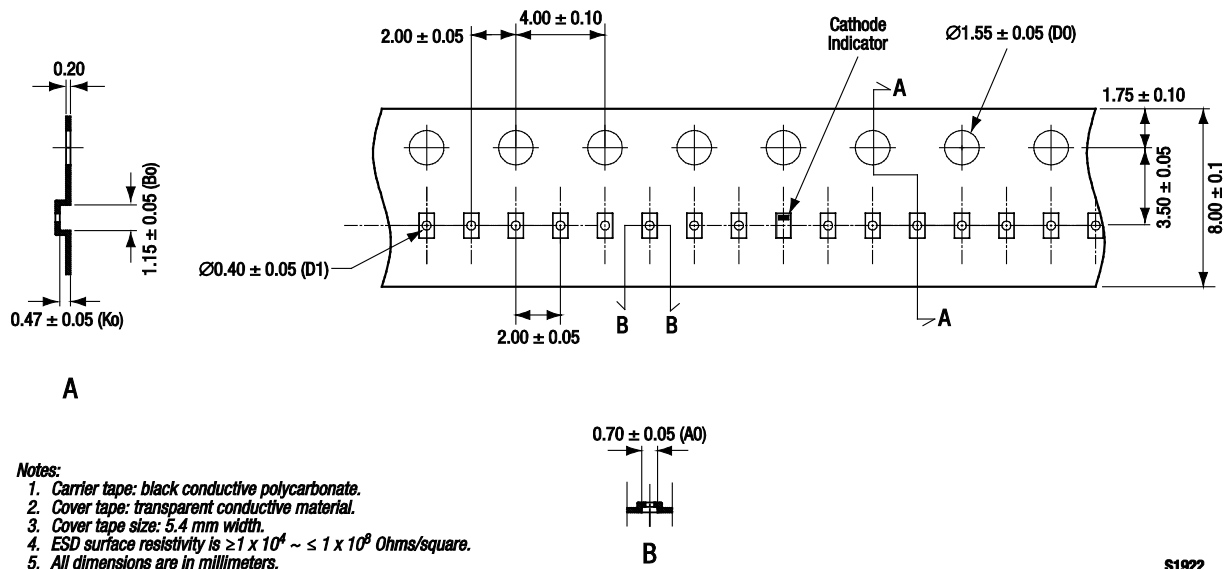 4.00 ± 0.10
2.00 ± 0.05
Cathode
Indicator
Ø1.55 ± 0.05 (D0)
0.20
A
1.75 ± 0.10
1.15 ± 0.05 (Bo)
3.50 ± 0.05
8.00 ± 0.1
Ø0.40 ± 0.05 (D1)
0.47 ± 0.05 (Ko)
2.00 ± 0.05
B B
A
A
0.70 ± 0.05 (A0)
B
Notes:
1. Carrier tape: black conductive polycarbonate.
2. Cover tape: transparent conductive material.
3. Cover tape size: 5.4 mm width.
4. ESD surface resistivity is ≥1 x 10⁴ ~ ≤ 1 x 10⁸ Ohms/square.
5. All dimensions are in millimeters.
S1922